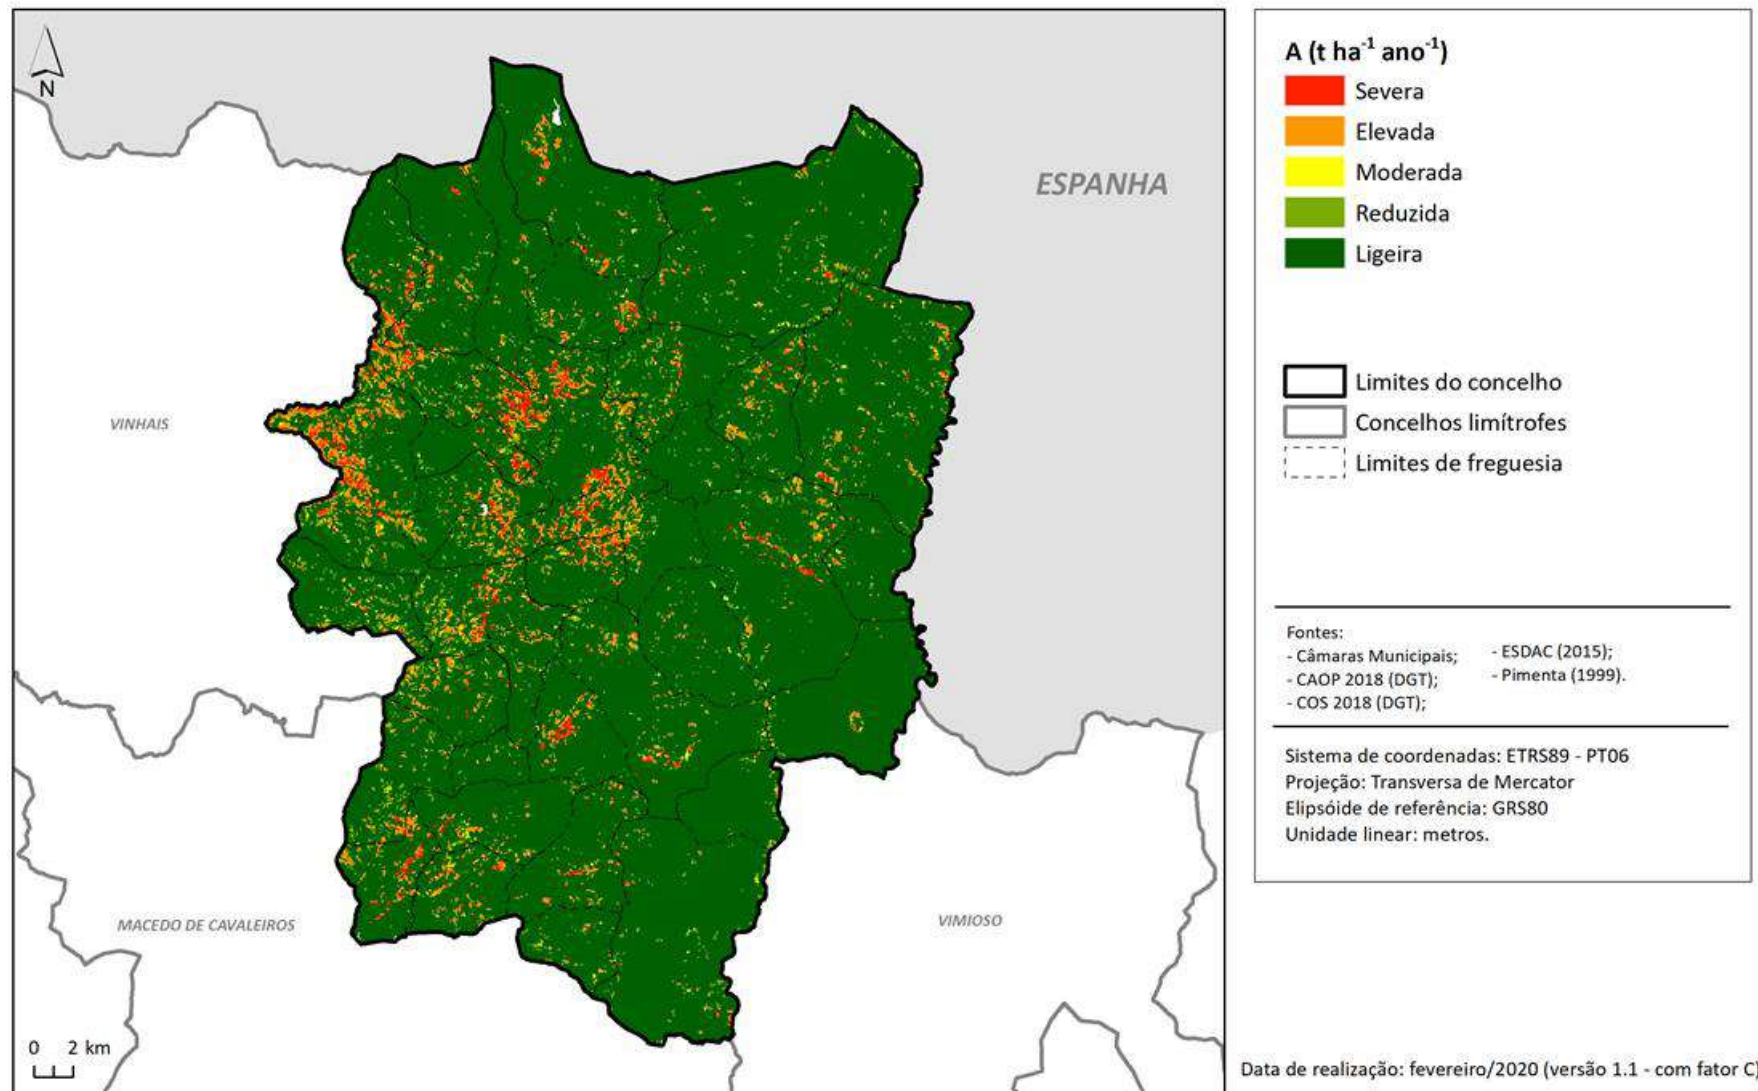 N
ESPANHA
VINHAIS
MACEDO DE CAVALEIROS
VIMIOSO
0 2 km
A (t ha⁻¹ ano⁻¹)
Severa
Elevada
Moderada
Reduzida
Ligeira
Limites do concelho
Concelhos limítrofes
Limites de freguesia
Fontes:
- Câmaras Municipais;
- CAOP 2018 (DGT);
- COS 2018 (DGT);
- ESDAC (2015);
- Pimenta (1999).
Sistema de coordenadas: ETRS89 - PT06
Projeção: Transversa de Mercator
Elipsóide de referência: GRS80
Unidade linear: metros.
Data de realização: fevereiro/2020 (versão 1.1 - com fator C)